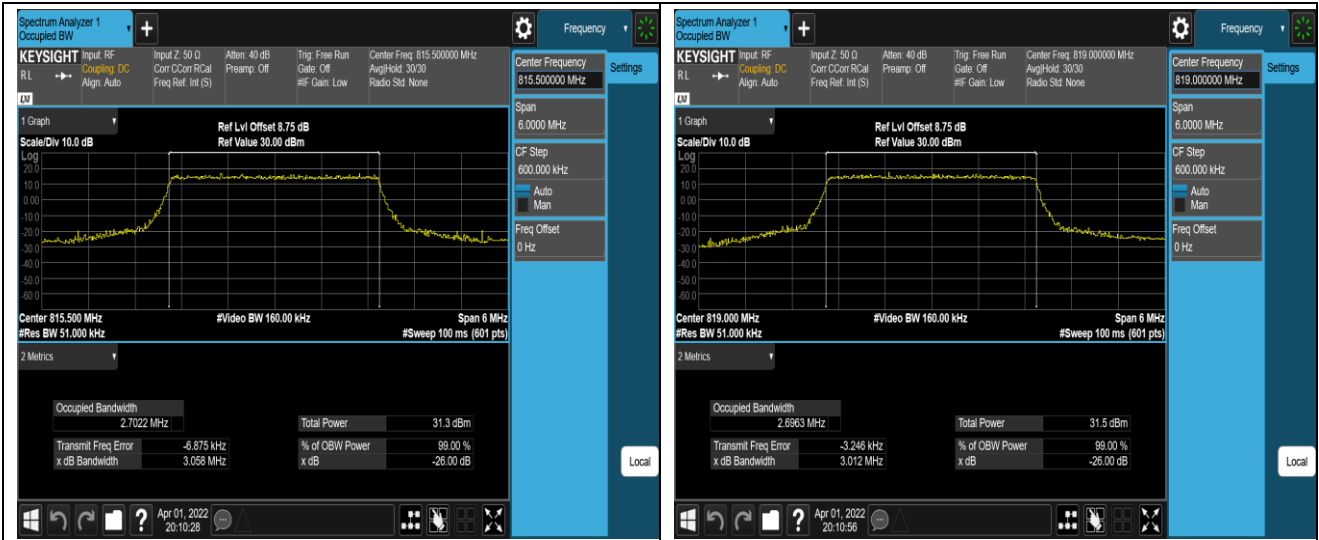 Spectrum Analyzer 1
Occupied BW
+
Frequency
KEYSIGHT Input: RF Input Z: 50 Ω Atten: 40 dB Trig: Free Run Center Freq: 815.500000 MHz
RL Coupling: DC Corr CCorr RCal Preamp: Off Gate: Off Avg|Hold: 30/30
Align: Auto Freq Ref: Int (S) #IF Gain: Low Radio Std: None
LXI
Center Frequency
815.500000 MHz
Settings
Span
6.0000 MHz
CF Step
600.000 kHz
Auto
Man
Freq Offset
0 Hz
Local
1 Graph
Ref Lvl Offset 8.75 dB
Scale/Div 10.0 dB Ref Value 30.00 dBm
Log
20.0
10.0
0.00
-10.0
-20.0
-30.0
-40.0
-50.0
-60.0
Center 815.500 MHz #Video BW 160.00 kHz Span 6 MHz
#Res BW 51.000 kHz #Sweep 100 ms (601 pts)
2 Metrics
Occupied Bandwidth
2.7022 MHz Total Power 31.3 dBm
Transmit Freq Error -6.875 kHz % of OBW Power 99.00 %
x dB Bandwidth 3.058 MHz x dB -26.00 dB
? Apr 01, 2022
20:10:28
Spectrum Analyzer 1
Occupied BW
+
Frequency
KEYSIGHT Input: RF Input Z: 50 Ω Atten: 40 dB Trig: Free Run Center Freq: 819.000000 MHz
RL Coupling: DC Corr CCorr RCal Preamp: Off Gate: Off Avg|Hold: 30/30
Align: Auto Freq Ref: Int (S) #IF Gain: Low Radio Std: None
LXI
Center Frequency
819.000000 MHz
Settings
Span
6.0000 MHz
CF Step
600.000 kHz
Auto
Man
Freq Offset
0 Hz
Local
1 Graph
Ref Lvl Offset 8.75 dB
Scale/Div 10.0 dB Ref Value 30.00 dBm
Log
20.0
10.0
0.00
-10.0
-20.0
-30.0
-40.0
-50.0
-60.0
Center 819.000 MHz #Video BW 160.00 kHz Span 6 MHz
#Res BW 51.000 kHz #Sweep 100 ms (601 pts)
2 Metrics
Occupied Bandwidth
2.6963 MHz Total Power 31.5 dBm
Transmit Freq Error -3.246 kHz % of OBW Power 99.00 %
x dB Bandwidth 3.012 MHz x dB -26.00 dB
? Apr 01, 2022
20:10:56